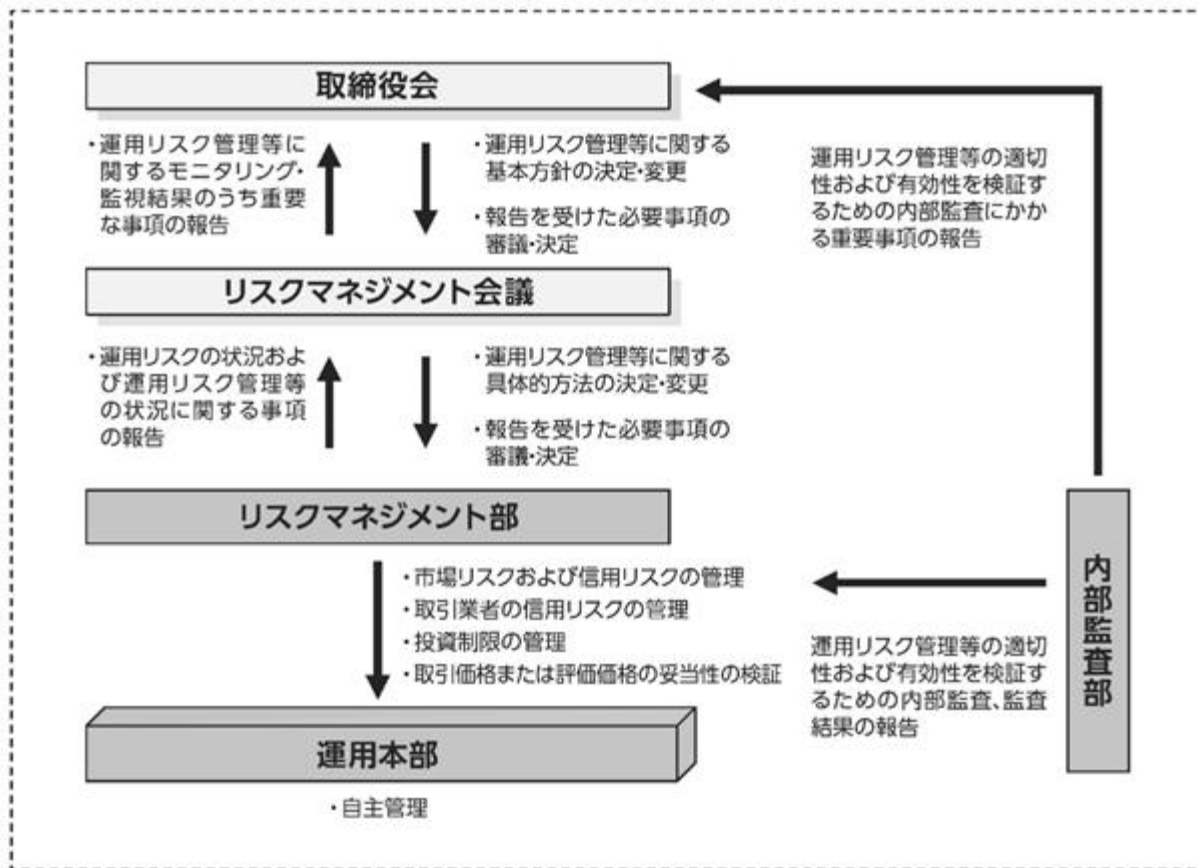 取締役会
・運用リスク管理等に
関するモニタリング・
監視結果のうち重要
な事項の報告
・運用リスク管理等に関する
基本方針の決定・変更
・報告を受けた必要事項の
審議・決定
運用リスク管理等の適切
性および有効性を検証す
るための内部監査にかか
る重要事項の報告
リスクマネジメント会議
・運用リスクの状況およ
び運用リスク管理等
の状況に関する事項
の報告
・運用リスク管理等に関する
具体的方法の決定・変更
・報告を受けた必要事項の
審議・決定
リスクマネジメント部
・市場リスクおよび信用リスクの管理
・取引業者の信用リスクの管理
・投資制限の管理
・取引価格または評価価格の妥当性の検証
運用リスク管理等の適切
性および有効性を検証す
るための内部監査、監査
結果の報告
内部監査部
運用本部
・自主管理